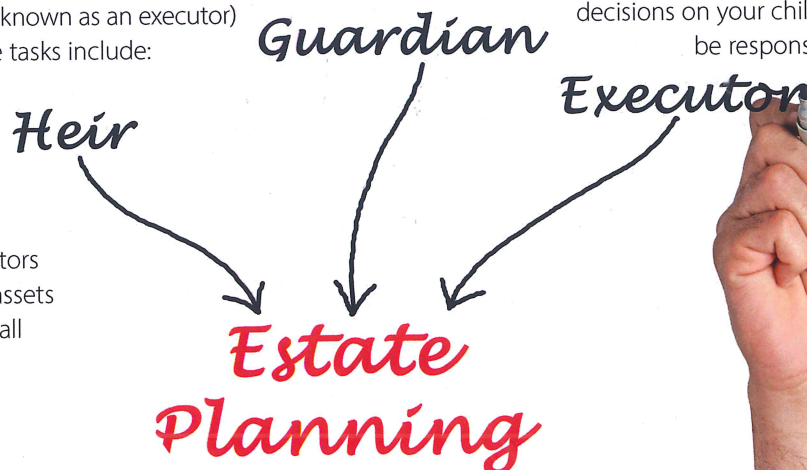 known as an executor)
tasks include:
Guardian
decisions on your chil
be respons
Executor
Heir
tors
assets
all
Estate
Planning